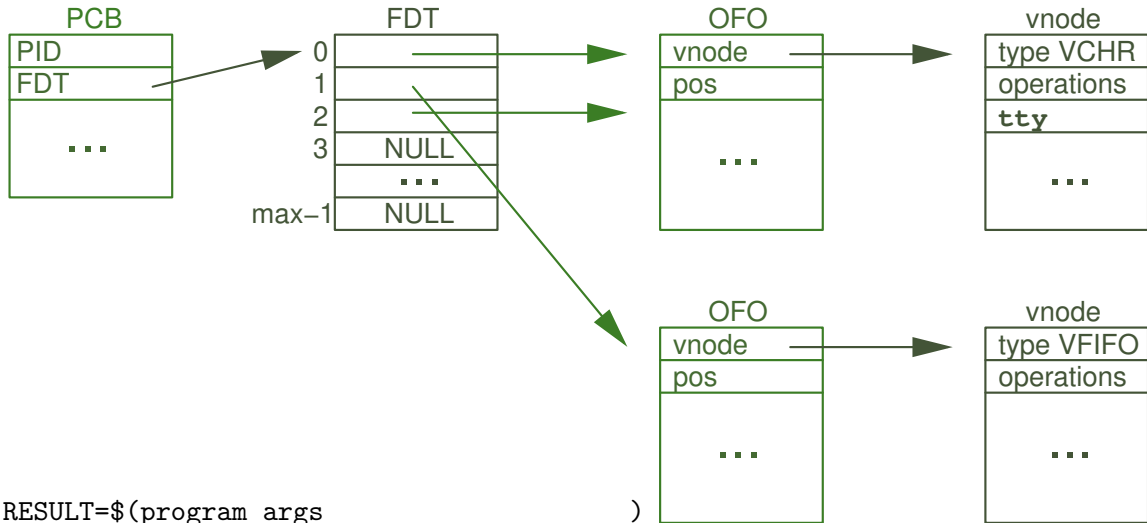 PCB FDT OFO vnode
PID 0 vnode type VCHR
FDT 1 pos operations
2 tty
... 3 NULL ... ...
...
max−1 NULL
OFO vnode
vnode type VFIFO
pos operations
... ...
RESULT=$(program args )